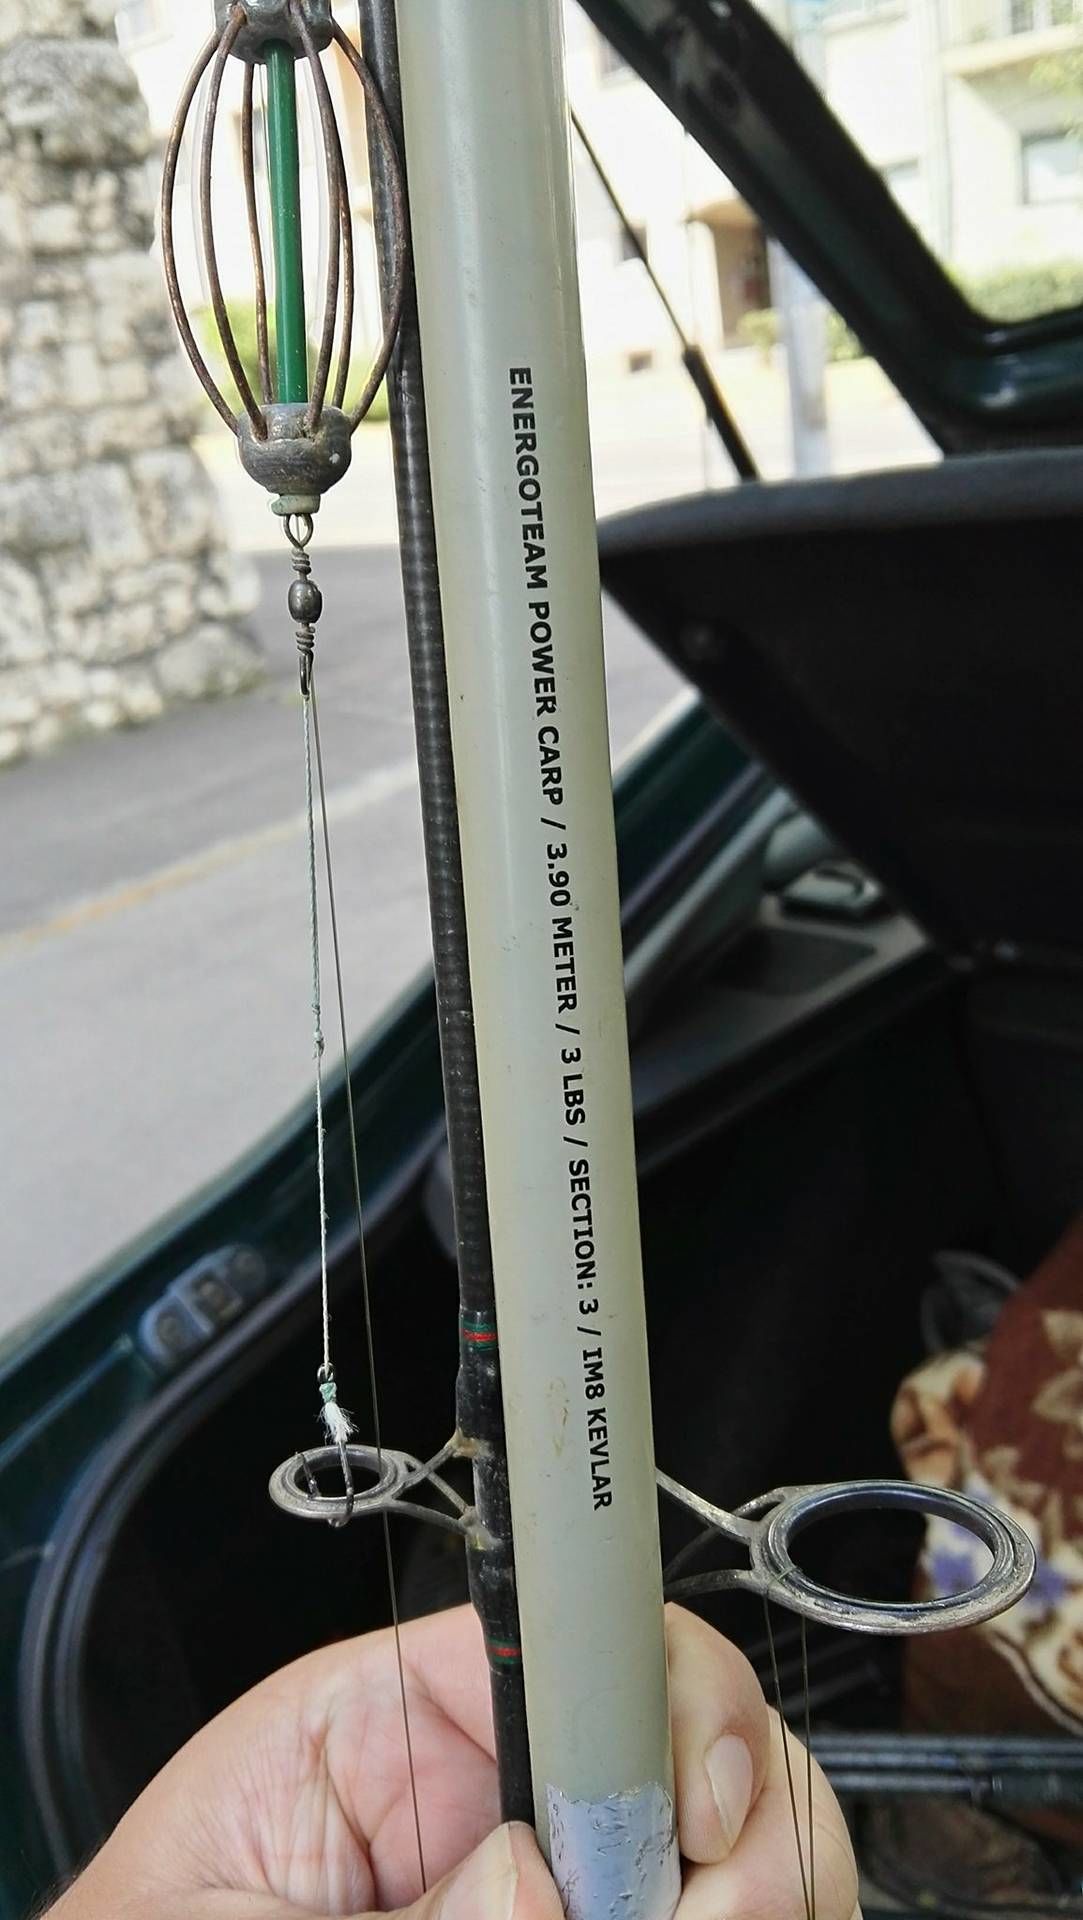 ENERGOTEAM POWER CARP / 3.90 METER / 3 LBS / SECTION: 3 / IM8 KEVLAR